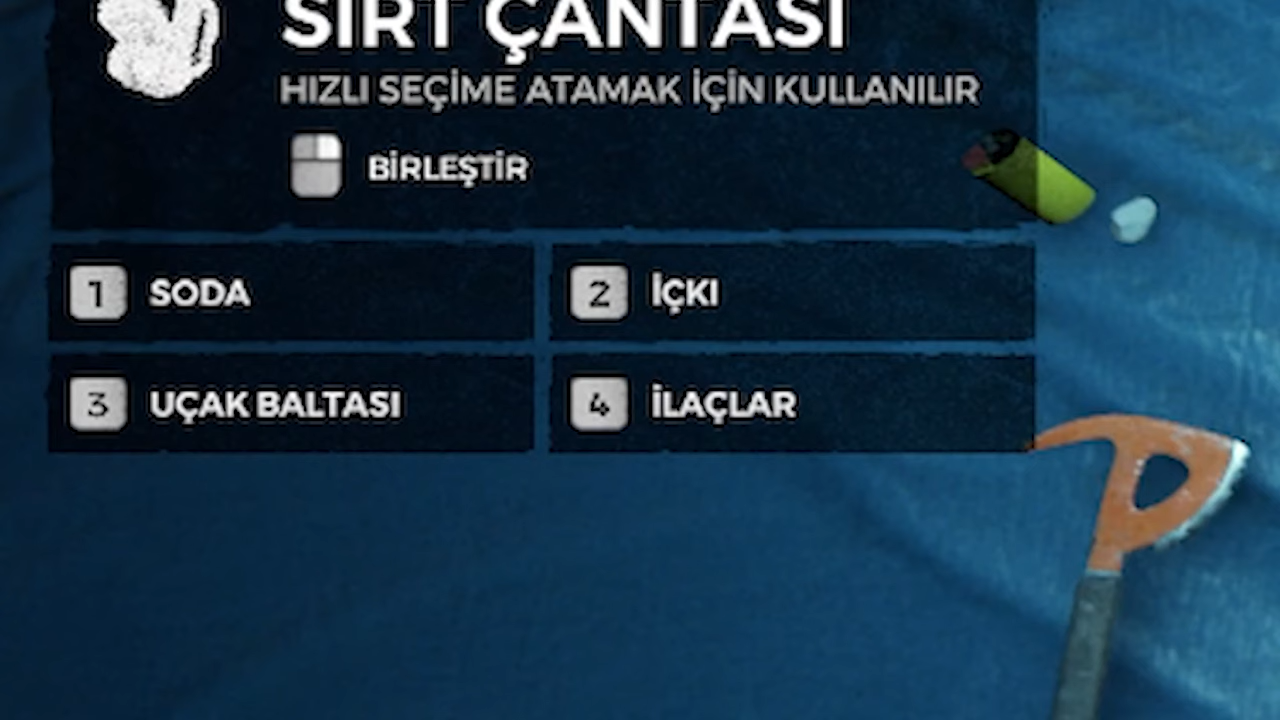 SIRT ÇANTASI
HIZLI SEÇİME ATAMAK İÇİN KULLANILIR
BİRLEŞTİR
1 SODA
2 İÇKI
3 UÇAK BALTASI
4 İLAÇLAR